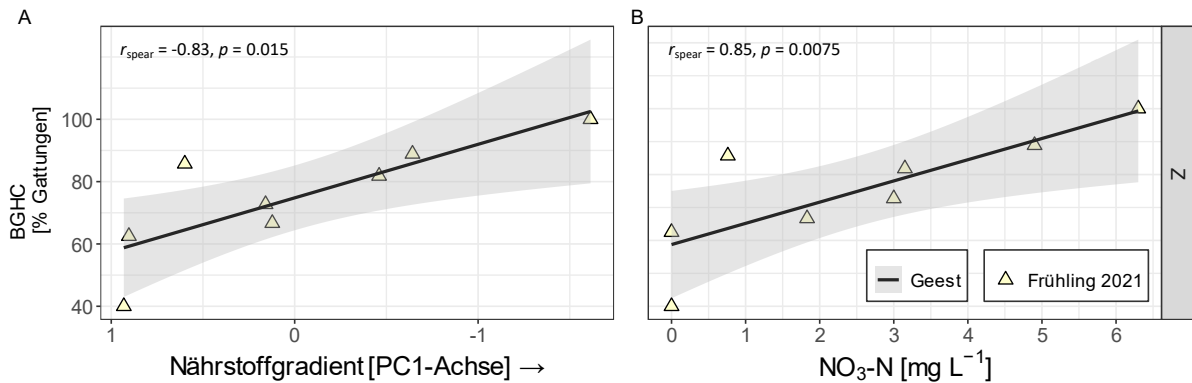 A
r_spear = -0.83, p = 0.015
BGHC
[% Gattungen]
100
80
60
40
1
0
-1
Nährstoffgradient [PC1-Achse] →
B
r_spear = 0.85, p = 0.0075
Geest
Frühling 2021
0
1
2
3
4
5
6
NO₃-N [mg L⁻¹]
Z